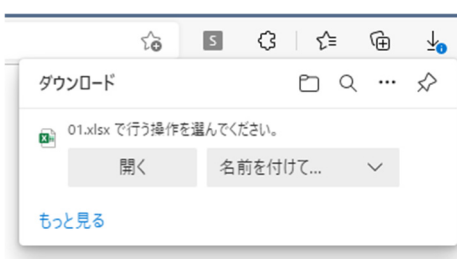 S
ダウンロード
01.xlsx で行う操作を選んでください。
開く
名前を付けて...
もっと見る